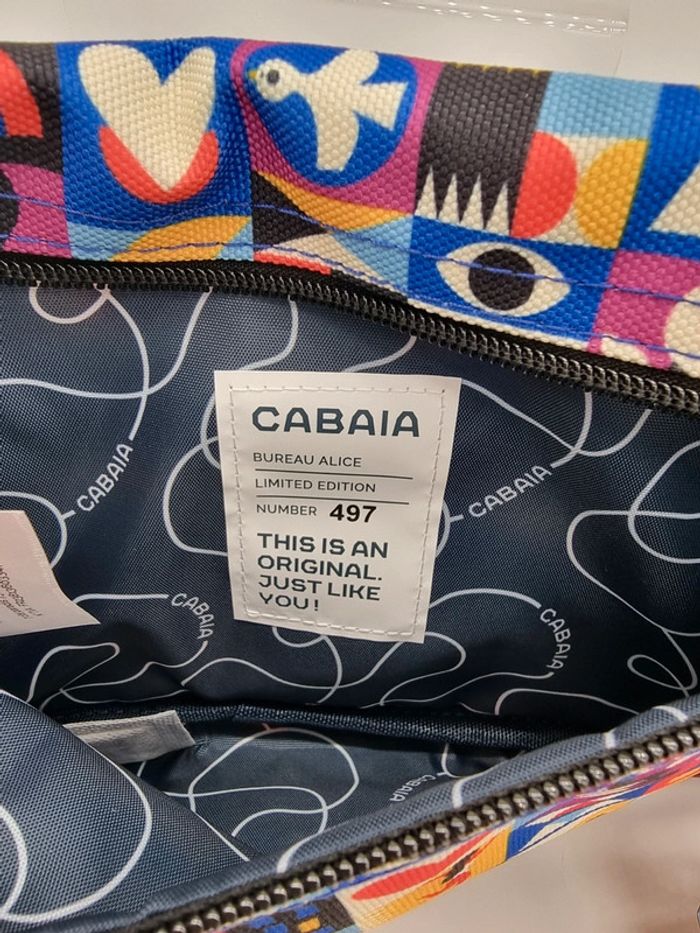 CABAIA
BUREAU ALICE
LIMITED EDITION
NUMBER 497
THIS IS AN
ORIGINAL.
JUST LIKE
YOU!
CABAIA
CABAIA
CABAIA
CABAIA
CABAIA